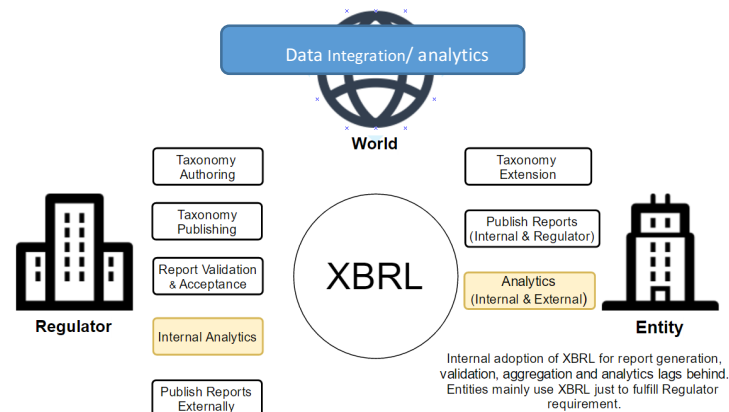 Data Integration/ analytics
World
Taxonomy
Authoring
Taxonomy
Publishing
Report Validation
& Acceptance
Internal Analytics
Publish Reports
Externally
Regulator
XBRL
Taxonomy
Extension
Publish Reports
(Internal & Regulator)
Analytics
(Internal & External)
Entity
Internal adoption of XBRL for report generation,
validation, aggregation and analytics lags behind.
Entities mainly use XBRL just to fulfill Regulator
requirement.